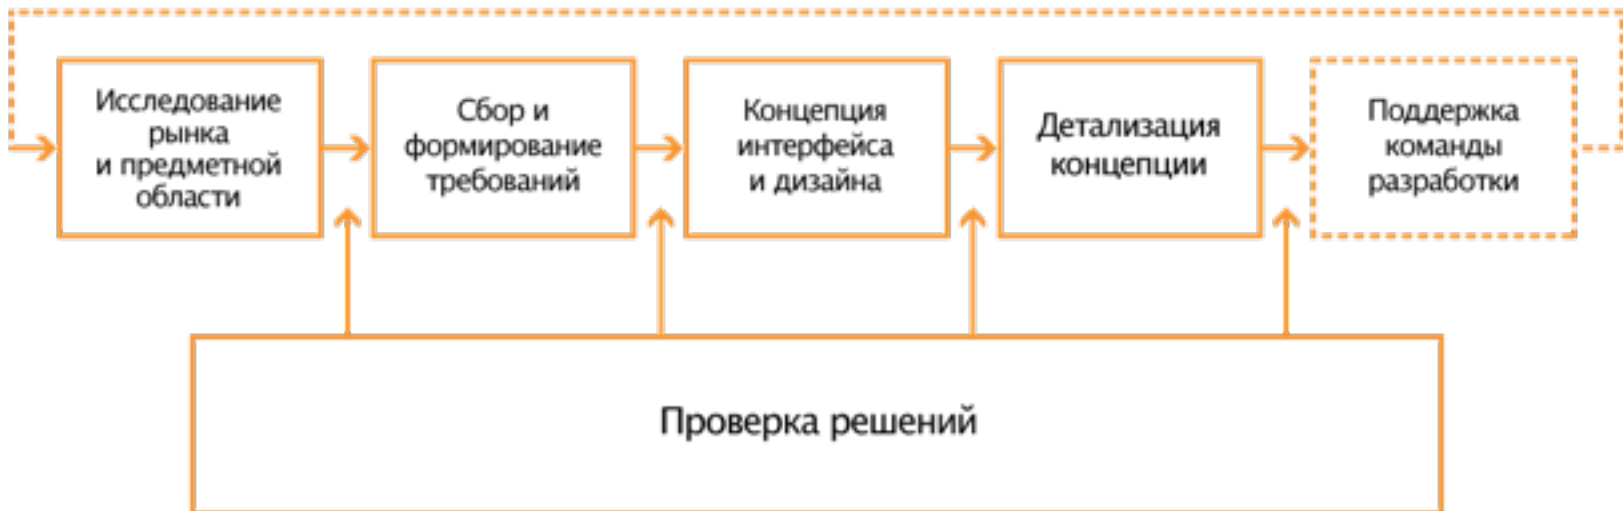 Исследование
рынка
и предметной
области
Сбор и
формирование
требований
Концепция
интерфейса
и дизайна
Детализация
концепции
Поддержка
команды
разработки
Проверка решений